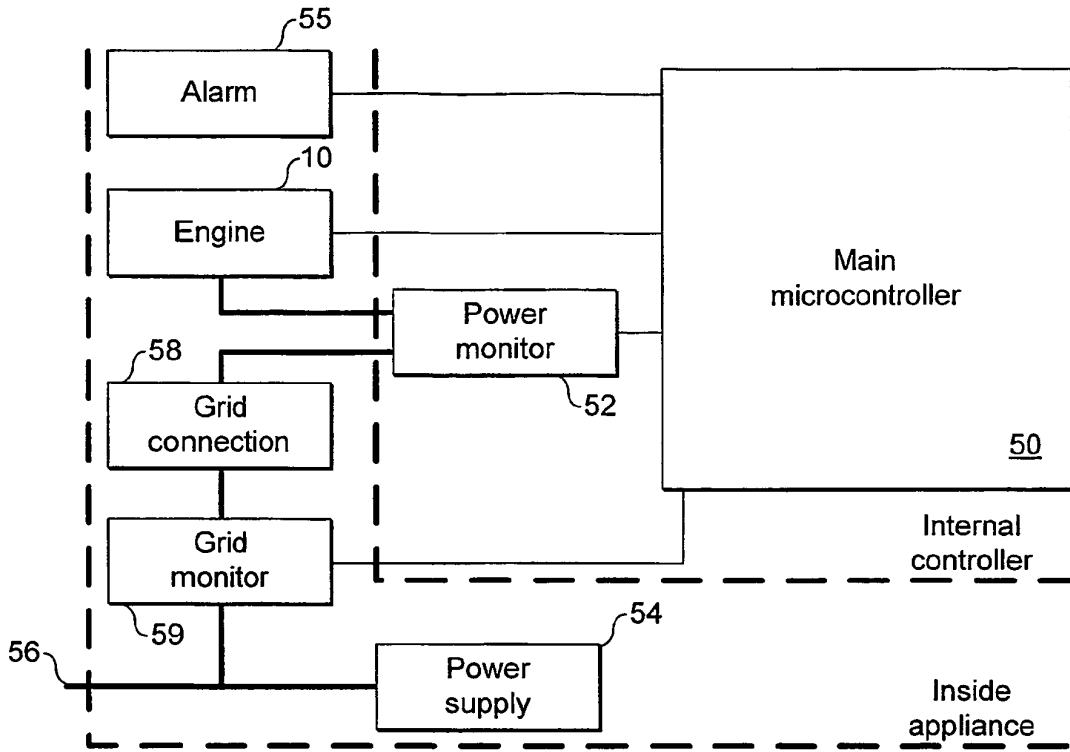 55
Alarm
10
Engine
Main
microcontroller
Power
monitor
58
52
Grid
connection
50
Grid
monitor
Internal
controller
59
54
56
Power
supply
Inside
appliance